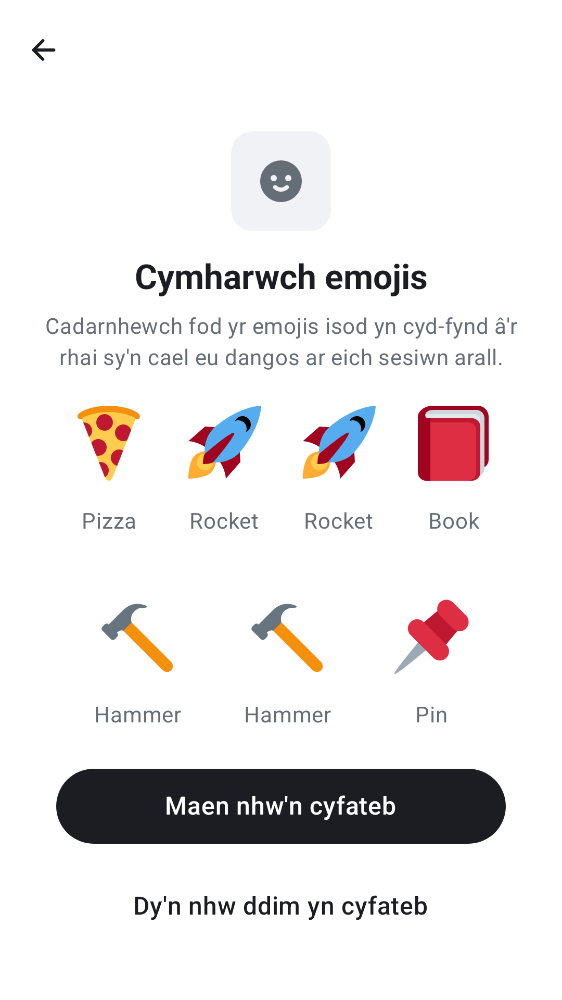 Cymharwch emojis
Cadarnhewch fod yr emojis isod yn cyd-fynd â'r
rhai sy'n cael eu dangos ar eich sesiwn arall.
Pizza Rocket Rocket Book
Hammer Hammer Pin
Maen nhw'n cyfateb
Dy'n nhw ddim yn cyfateb